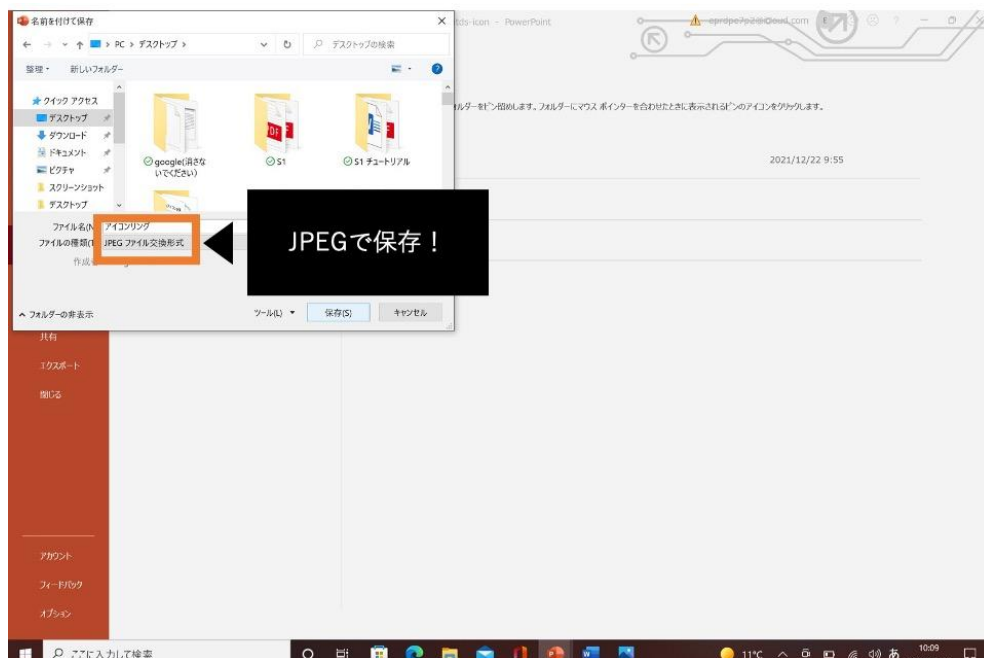 名前を付けて保存
tds-icon - PowerPoint
PC > デスクトップ >
デスクトップの検索
整理
新しいフォルダー
クイック アクセス
デスクトップ
ダウンロード
ドキュメント
ピクチャ
スクリーンショット
デスクトップ
google(消さな
いでください)
S1
S1 チュートリアル
ルダーをピン留めします。フォルダーにマウス ポインターを合わせたときに表示されるピンのアイコンをクリックします。
2021/12/22 9:55
ファイル名(N
アイコンリング
ファイルの種類(T
JPEG ファイル交換形式
作成
JPEGで保存！
フォルダーの非表示
ツール(L)
保存(S)
キャンセル
共有
エクスポート
閉じる
アカウント
フィードバック
オプション
ここに入力して検索
11°C
あ
10:09